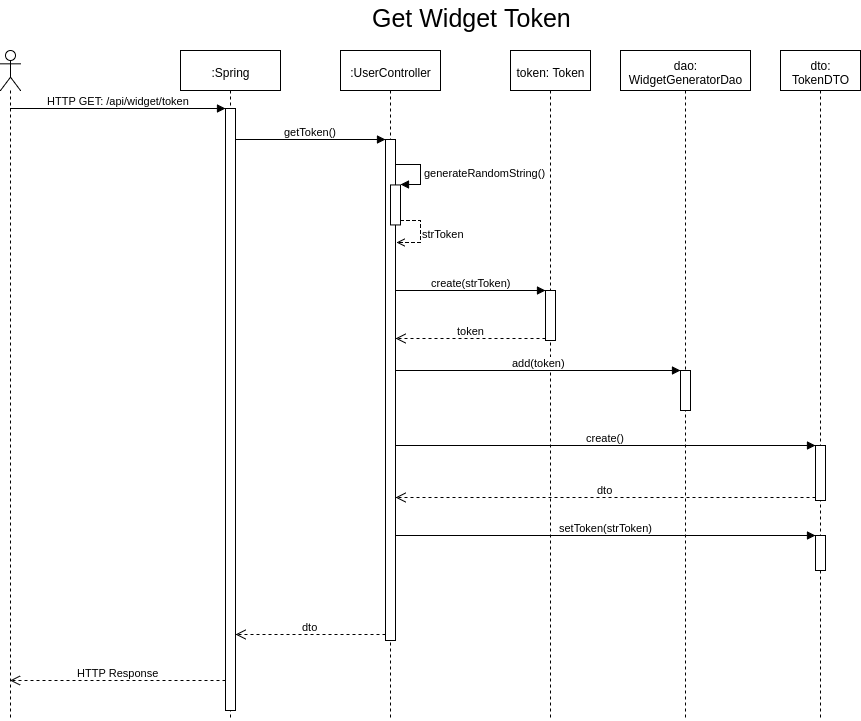 Get Widget Token
:Spring
:UserController
token: Token
dao:
WidgetGeneratorDao
dto:
TokenDTO
HTTP GET: /api/widget/token
getToken()
generateRandomString()
strToken
create(strToken)
token
add(token)
create()
dto
setToken(strToken)
dto
HTTP Response